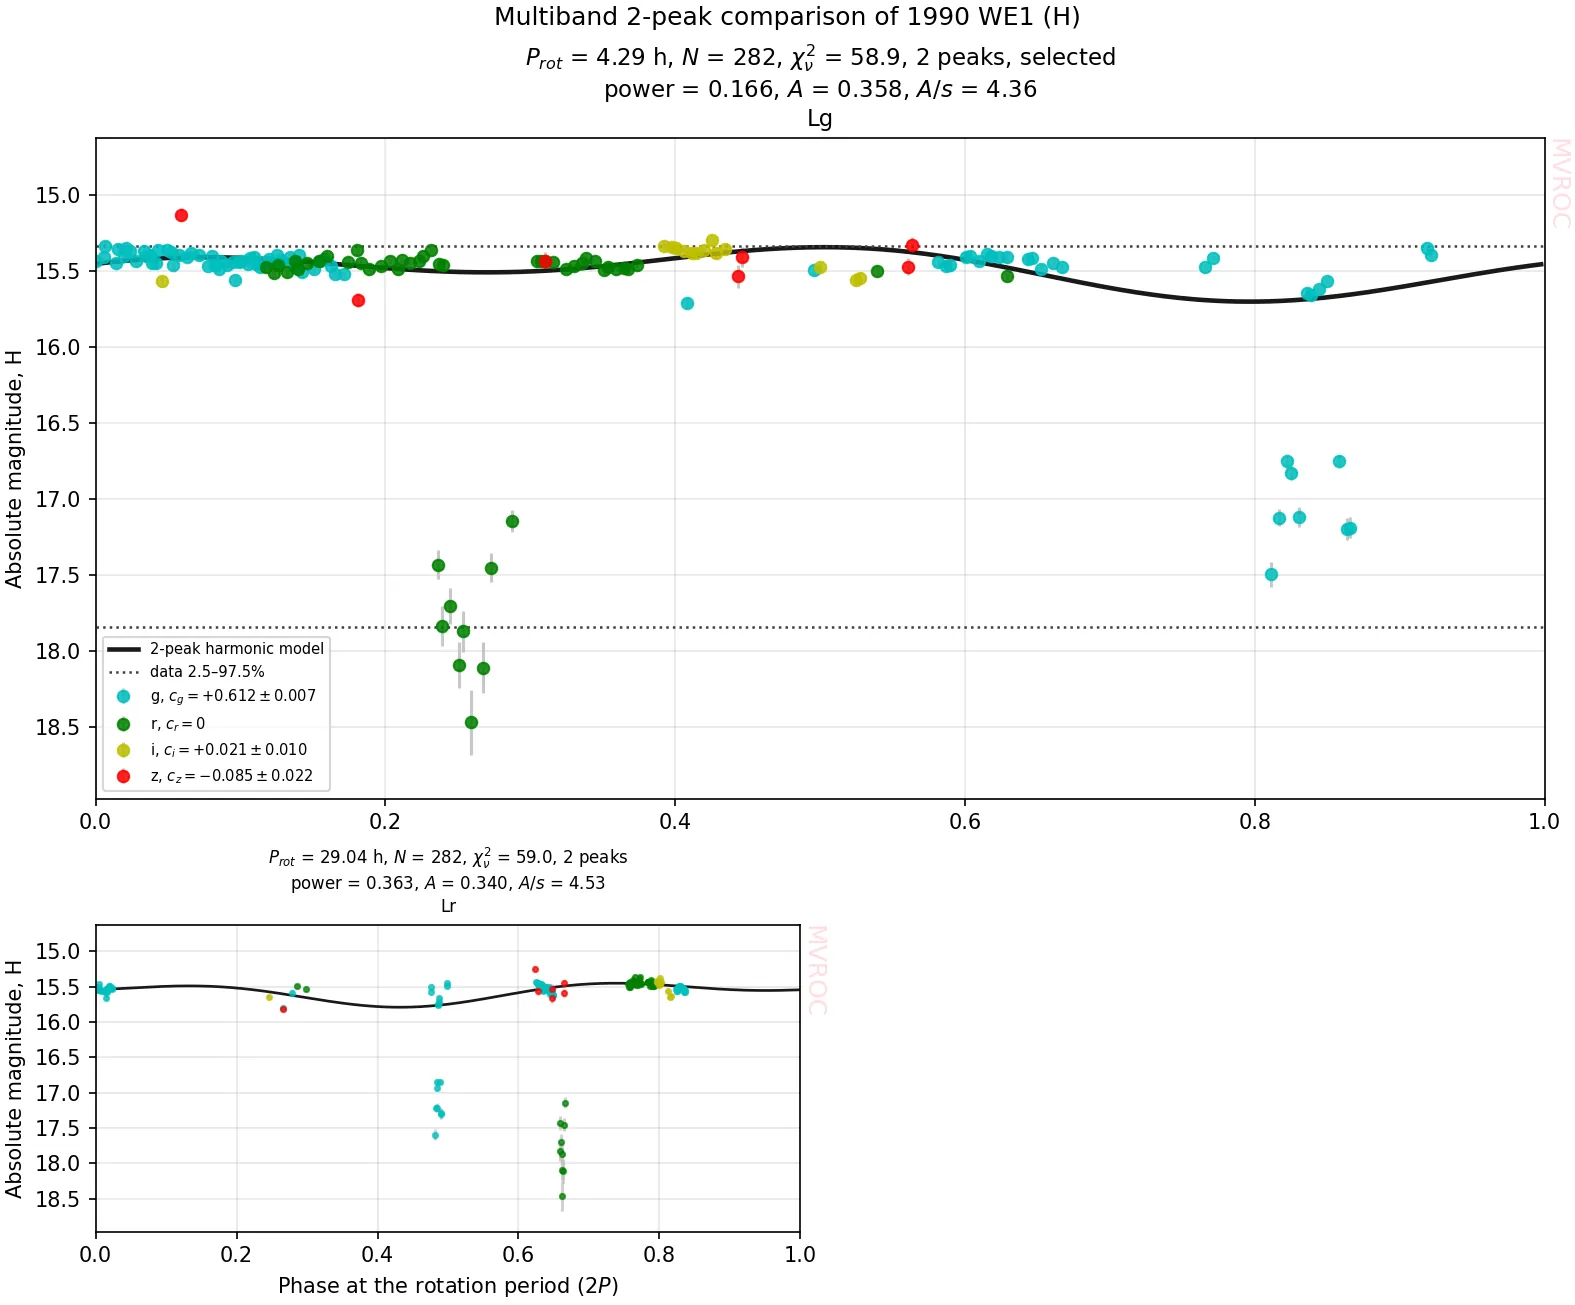 Multiband 2-peak comparison of 1990 WE1 (H)
P_rot = 4.29 h, N = 282, χ²_ν = 58.9, 2 peaks, selected
power = 0.166, A = 0.358, A/s = 4.36
Lg
MVROC
Absolute magnitude, H
15.0
15.5
16.0
16.5
17.0
17.5
18.0
18.5
2-peak harmonic model
data 2.5–97.5%
g, c_g = +0.612 ± 0.007
r, c_r = 0
i, c_i = +0.021 ± 0.010
z, c_z = −0.085 ± 0.022
0.0 0.2 0.4 0.6 0.8 1.0
P_rot = 29.04 h, N = 282, χ²_ν = 59.0, 2 peaks
power = 0.363, A = 0.340, A/s = 4.53
Lr
MVROC
Absolute magnitude, H
15.0
15.5
16.0
16.5
17.0
17.5
18.0
18.5
0.0 0.2 0.4 0.6 0.8 1.0
Phase at the rotation period (2P)